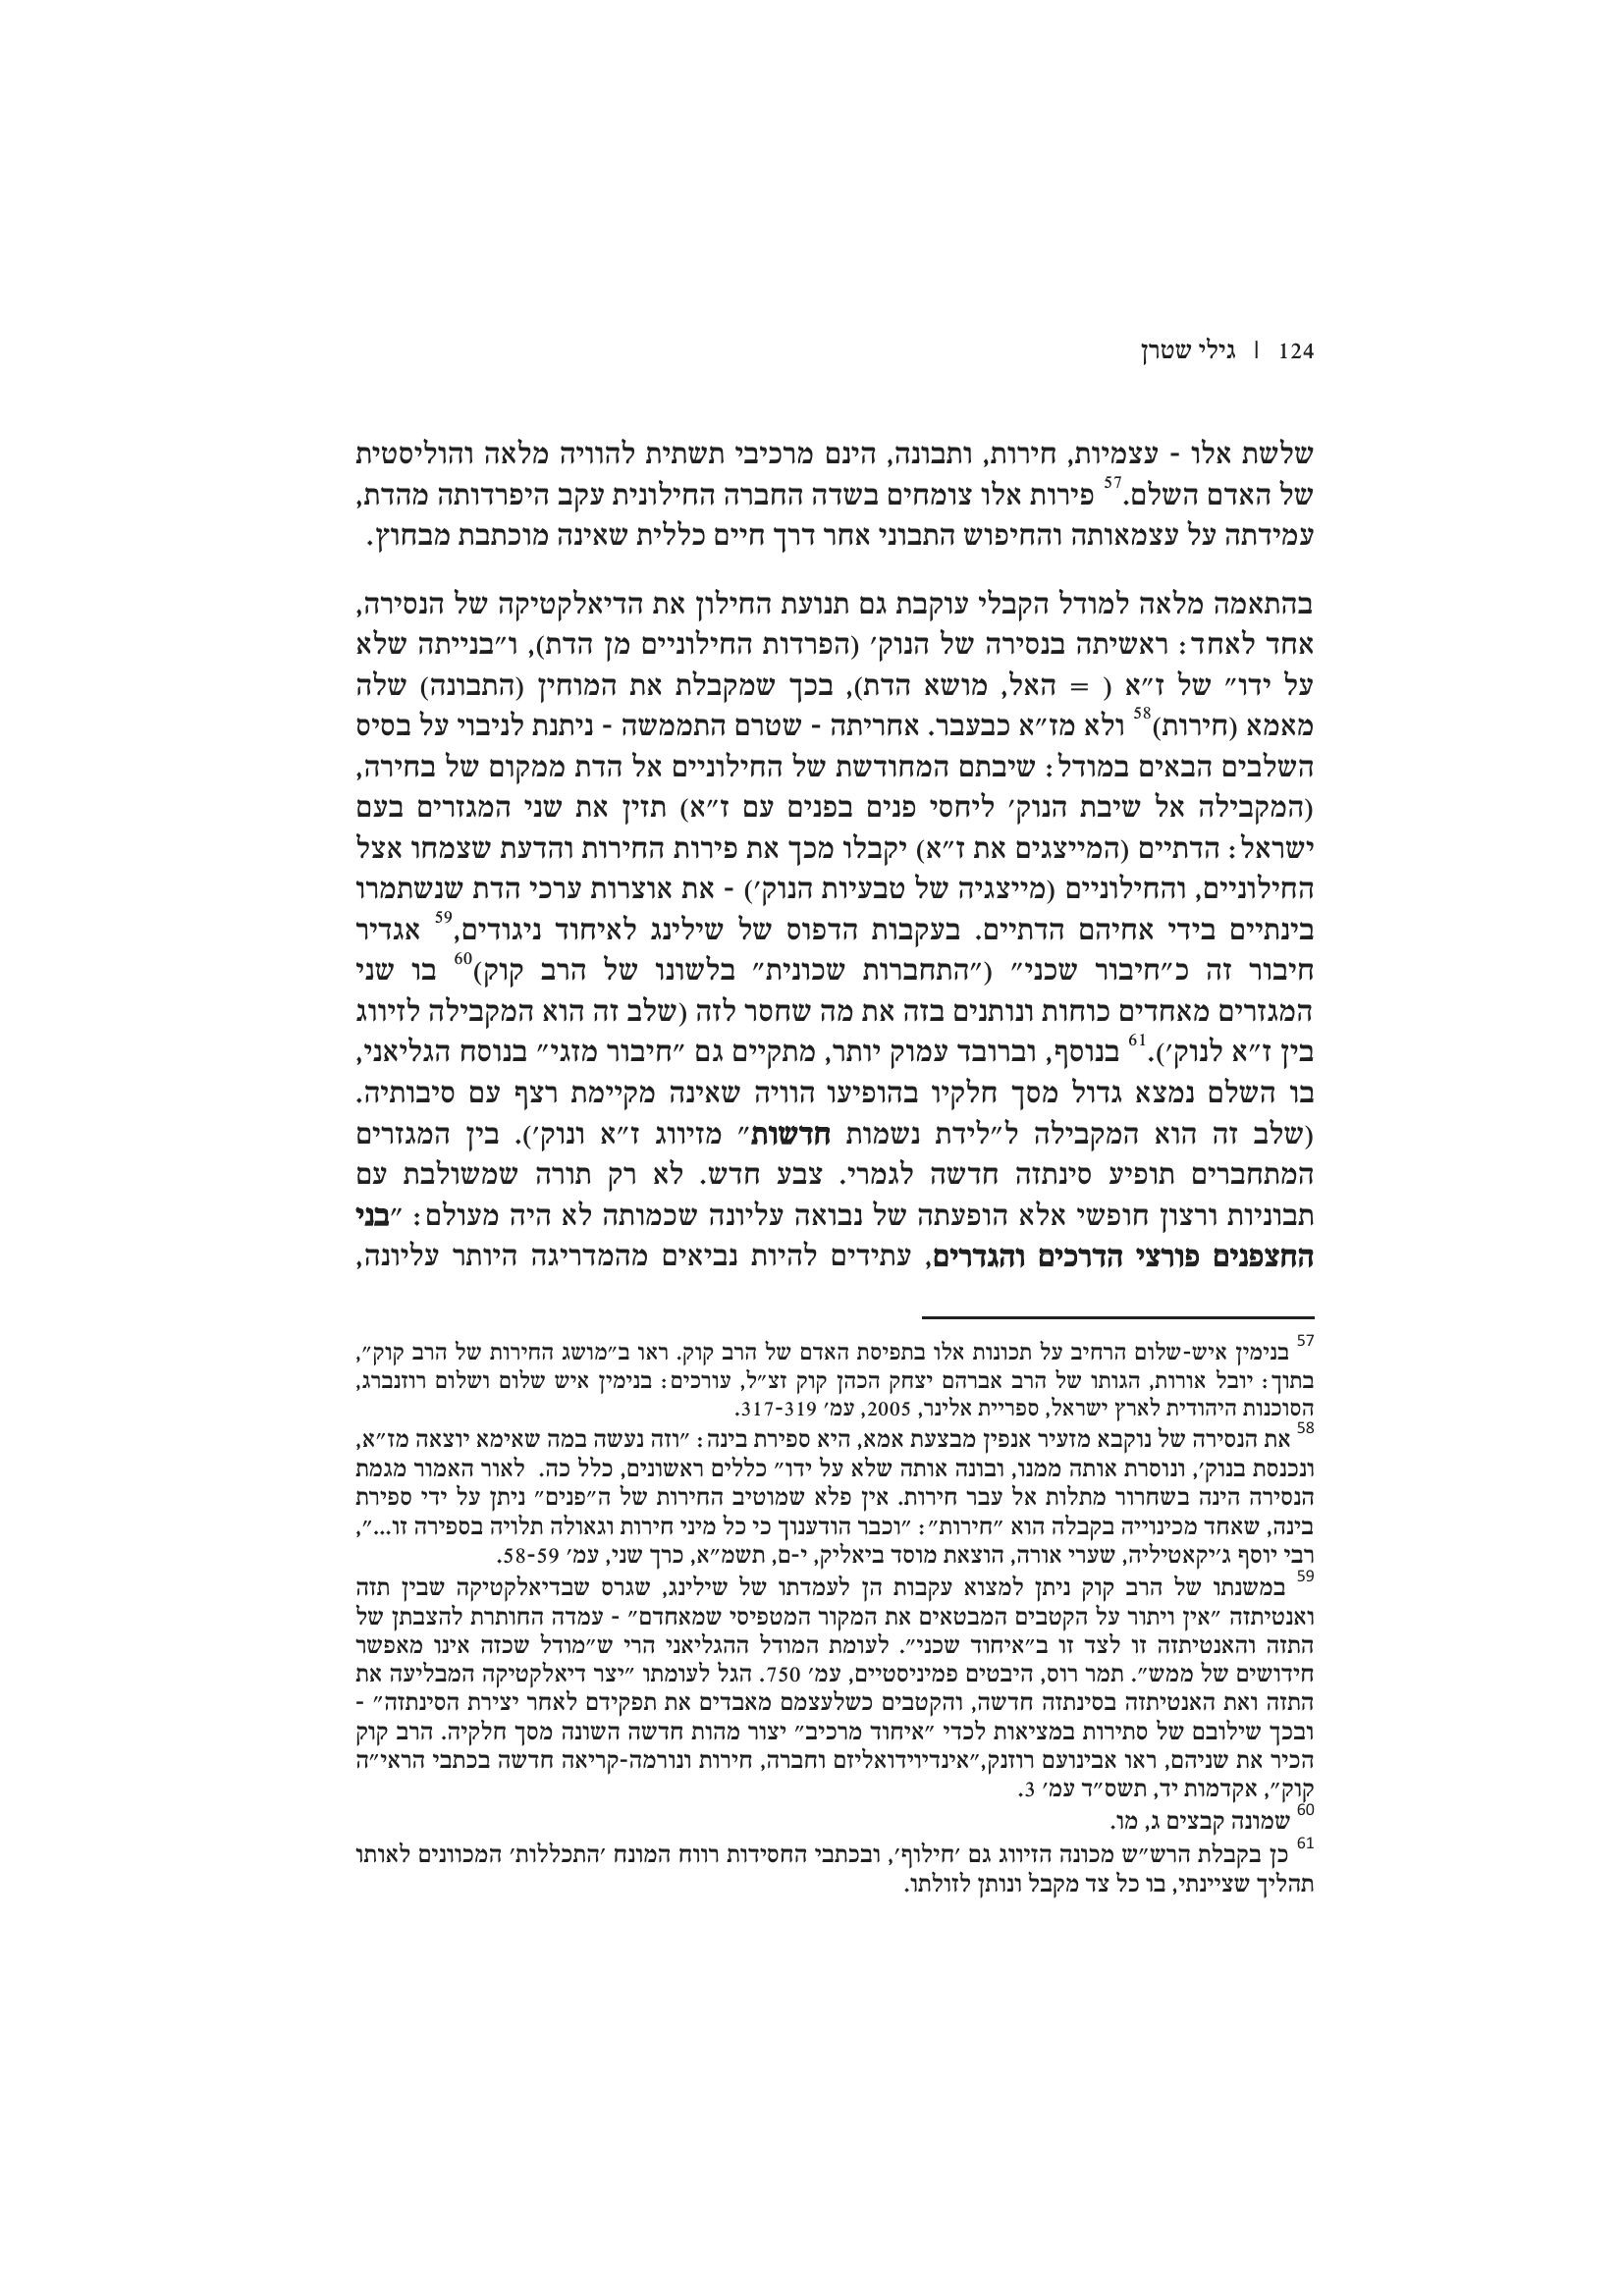 124 | גילי שטרן
שלשת אלו - עצמיות, חירות, ותבונה, הינם מרכיבי תשתית להוויה מלאה והוליסטית
של האדם השלם.57 פירות אלו צומחים בשדה החברה החילונית עקב היפרדותה מהדת,
עמידתה על עצמאותה והחיפוש התבוני אחר דרך חיים כללית שאינה מוכתבת מבחוץ.
בהתאמה מלאה למודל הקבלי עוקבת גם תנועת החילון את הדיאלקטיקה של הנסירה,
אחד לאחד: ראשיתה בנסירה של הנוק׳ (הפרדות החילוניים מן הדת), ו״בנייתה שלא
על ידו״ של ז״א ( = האל, מושא הדת), בכך שמקבלת את המוחין (התבונה) שלה
מאמא (חירות)58 ולא מז״א כבעבר. אחריתה - שטרם התממשה - ניתנת לניבוי על בסיס
השלבים הבאים במודל: שיבתם המחודשת של החילוניים אל הדת ממקום של בחירה,
(המקבילה אל שיבת הנוק׳ ליחסי פנים בפנים עם ז״א) תזין את שני המגזרים בעם
ישראל: הדתיים (המייצגים את ז״א) יקבלו מכך את פירות החירות והדעת שצמחו אצל
החילוניים, והחילוניים (מייצגיה של טבעיות הנוק׳) - את אוצרות ערכי הדת שנשתמרו
בינתיים בידי אחיהם הדתיים. בעקבות הדפוס של שילינג לאיחוד ניגודים,59 אגדיר
חיבור זה כ״חיבור שכני״ (״התחברות שכונית״ בלשונו של הרב קוק)60 בו שני
המגזרים מאחדים כוחות ונותנים בזה את מה שחסר לזה (שלב זה הוא המקבילה לזיווג
בין ז״א לנוק׳).61 בנוסף, וברובד עמוק יותר, מתקיים גם ״חיבור מזגי״ בנוסח הגליאני,
בו השלם נמצא גדול מסך חלקיו בהופיעו הוויה שאינה מקיימת רצף עם סיבותיה.
(שלב זה הוא המקבילה ל״לידת נשמות חדשות״ מזיווג ז״א ונוק׳). בין המגזרים
המתחברים תופיע סינתזה חדשה לגמרי. צבע חדש. לא רק תורה שמשולבת עם
תבוניות ורצון חופשי אלא הופעתה של נבואה עליונה שכמותה לא היה מעולם: ״בני
החצפנים פורצי הדרכים והגדרים, עתידים להיות נביאים מהמדריגה היותר עליונה,
57 בנימין איש-שלום הרחיב על תכונות אלו בתפיסת האדם של הרב קוק. ראו ב״מושג החירות של הרב קוק״,
בתוך: יובל אורות, הגותו של הרב אברהם יצחק הכהן קוק זצ״ל, עורכים: בנימין איש שלום ושלום רוזנברג,
הסוכנות היהודית לארץ ישראל, ספריית אלינר, 2005, עמ׳ 317-319.
58 את הנסירה של נוקבא מזעיר אנפין מבצעת אמא, היא ספירת בינה: ״וזה נעשה במה שאימא יוצאה מז״א,
ונכנסת בנוק׳, ונוסרת אותה ממנו, ובונה אותה שלא על ידו״ כללים ראשונים, כלל כה. לאור האמור מגמת
הנסירה הינה בשחרור מתלות אל עבר חירות. אין פלא שמוטיב החירות של ה״פנים״ ניתן על ידי ספירת
בינה, שאחד מכינוייה בקבלה הוא ״חירות״: ״וכבר הודענוך כי כל מיני חירות וגאולה תלויה בספירה זו...״,
רבי יוסף ג׳יקאטיליה, שערי אורה, הוצאת מוסד ביאליק, י-ם, תשמ״א, כרך שני, עמ׳ 58-59.
59 במשנתו של הרב קוק ניתן למצוא עקבות הן לעמדתו של שילינג, שגרס שבדיאלקטיקה שבין תזה
ואנטיתזה ״אין ויתור על הקטבים המבטאים את המקור המטפיסי שמאחדם״ - עמדה החותרת להצבתן של
התזה והאנטיתזה זו לצד זו ב״איחוד שכני״. לעומת המודל ההגליאני הרי ש״מודל שכזה אינו מאפשר
חידושים של ממש״. תמר רוס, היבטים פמיניסטיים, עמ׳ 750. הגל לעומתו ״יצר דיאלקטיקה המבליעה את
התזה ואת האנטיתזה בסינתזה חדשה, והקטבים כשלעצמם מאבדים את תפקידם לאחר יצירת הסינתזה״ -
ובכך שילובם של סתירות במציאות לכדי ״איחוד מרכיב״ יצור מהות חדשה השונה מסך חלקיה. הרב קוק
הכיר את שניהם, ראו אבינועם רוזנק,״אינדיוידואליזם וחברה, חירות ונורמה-קריאה חדשה בכתבי הראי״ה
קוק״, אקדמות יד, תשס״ד עמ׳ 3.
60 שמונה קבצים ג, מו.
61 כן בקבלת הרש״ש מכונה הזיווג גם ׳חילוף׳, ובכתבי החסידות רווח המונח ׳התכללות׳ המכוונים לאותו
תהליך שציינתי, בו כל צד מקבל ונותן לזולתו.